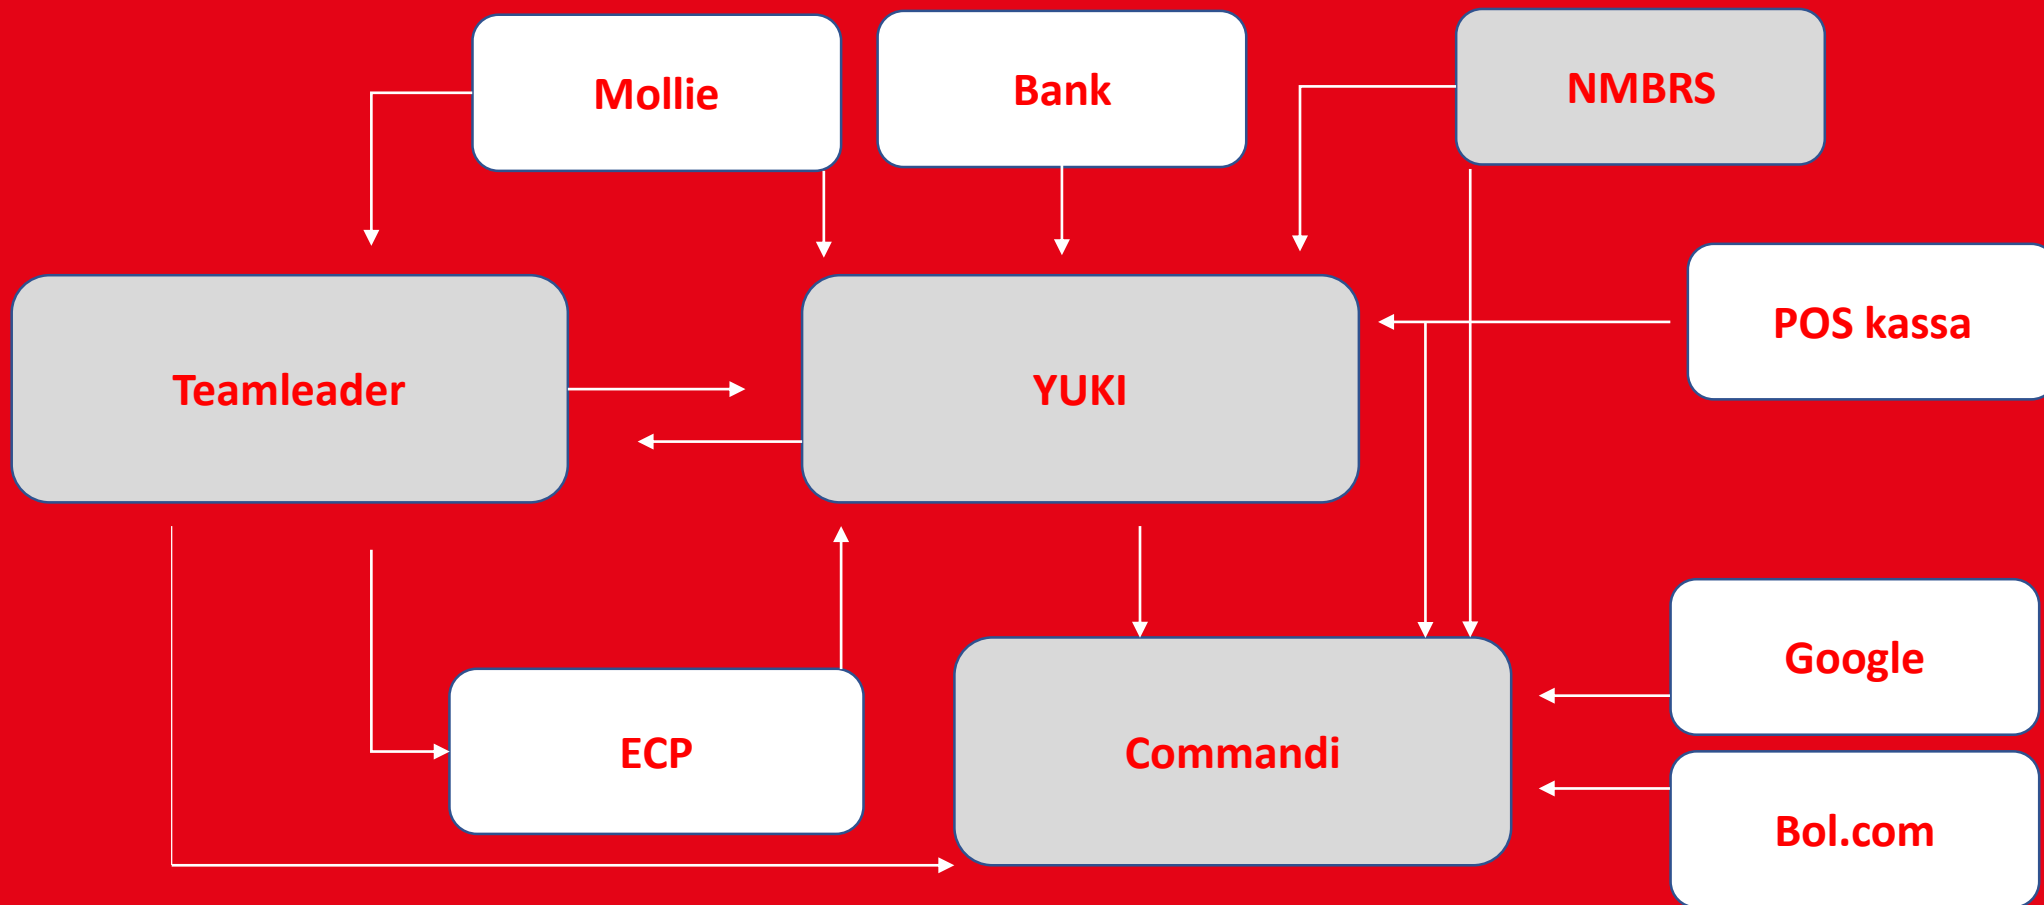 Mollie
Bank
NMBRS
POS kassa
Teamleader
YUKI
Google
ECP
Commandi
Bol.com